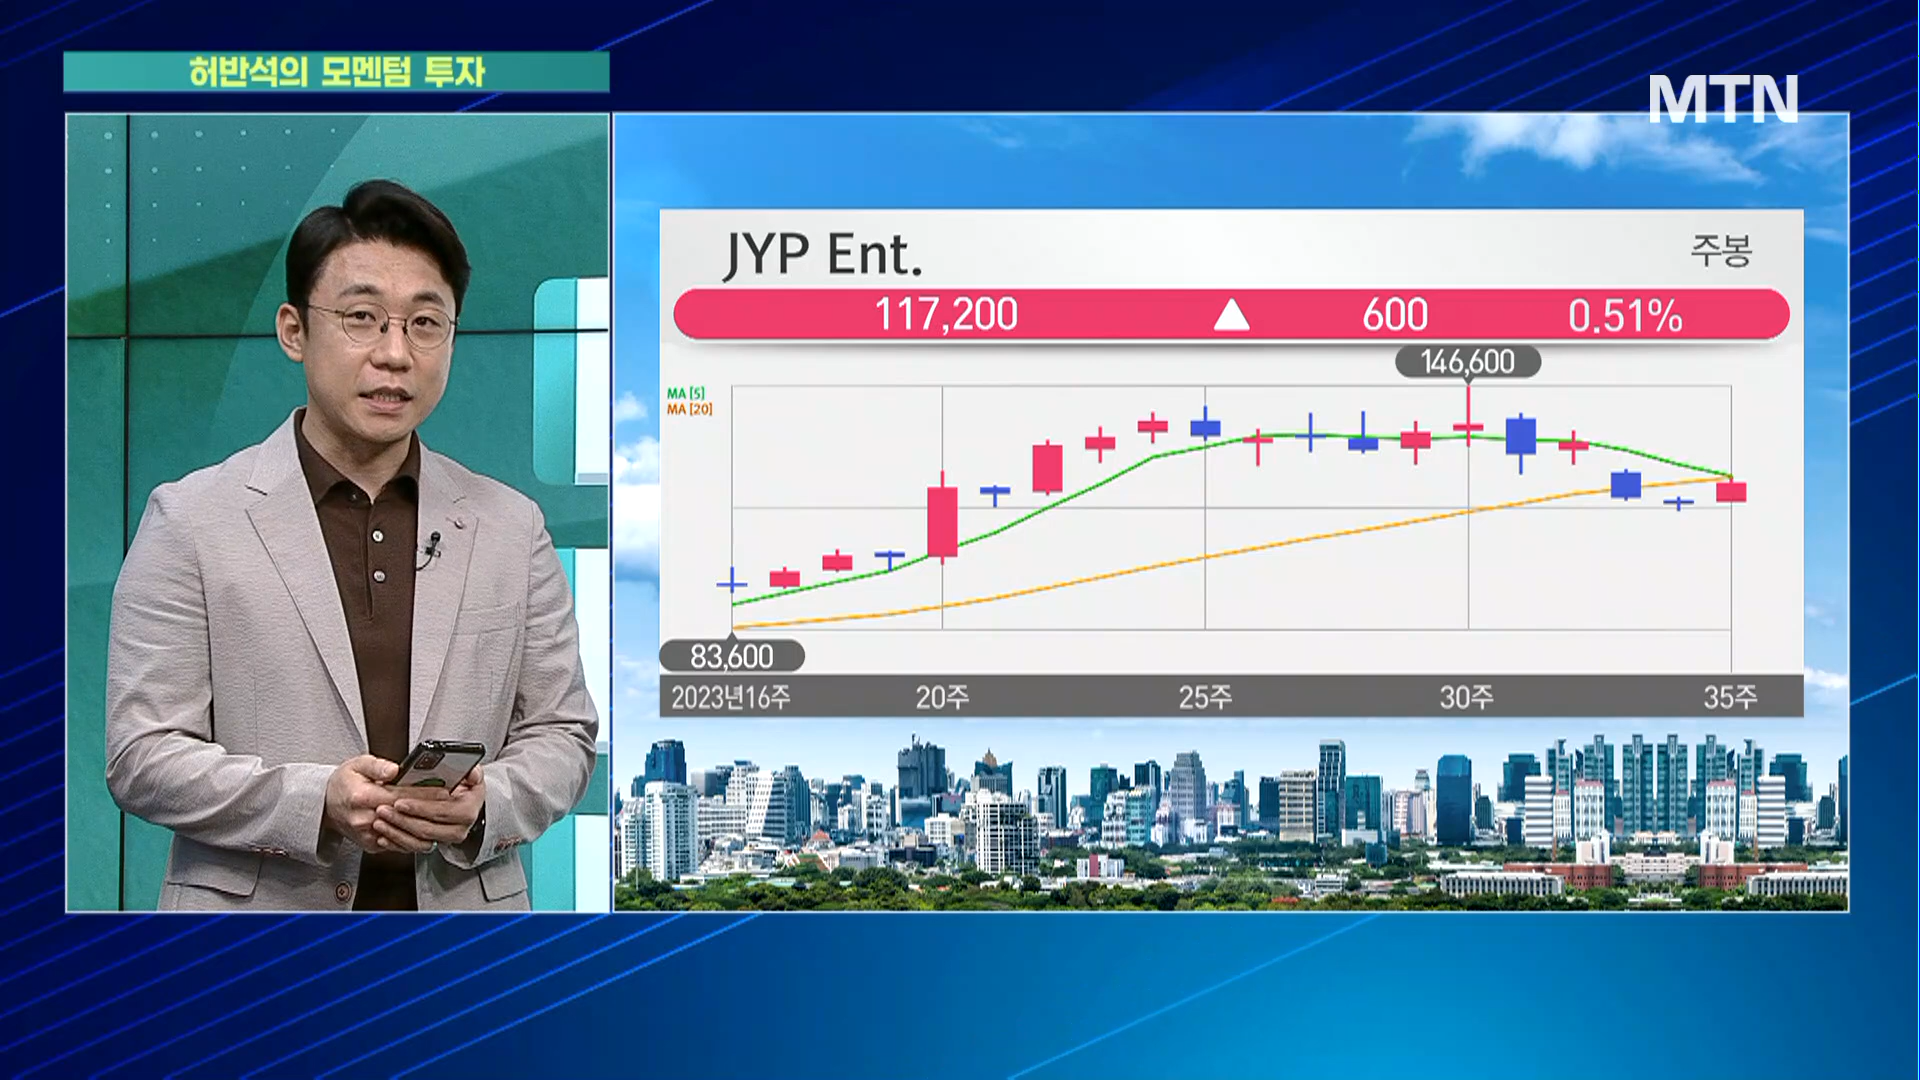 허반석의 모멘텀 투자
MTN
JYP Ent.
주봉
117,200 ▲ 600 0.51%
146,600
MA [5]
MA [20]
83,600
2023년16주 20주 25주 30주 35주